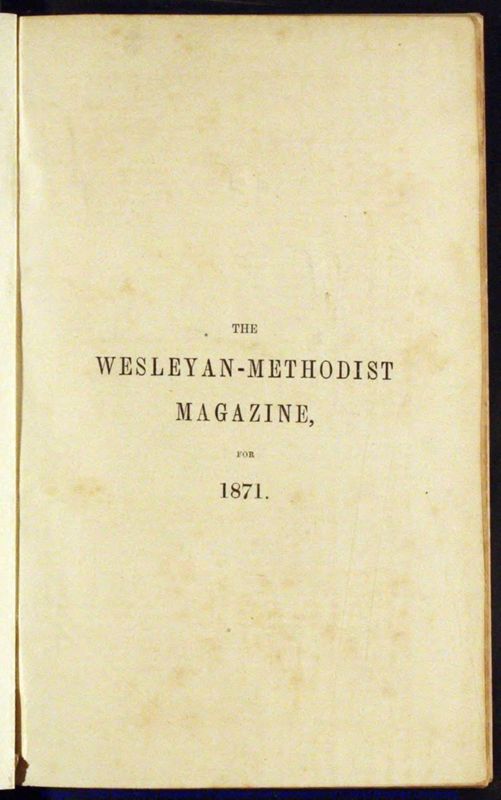 THE
WESLEYAN-METHODIST
MAGAZINE,
FOR
1871.